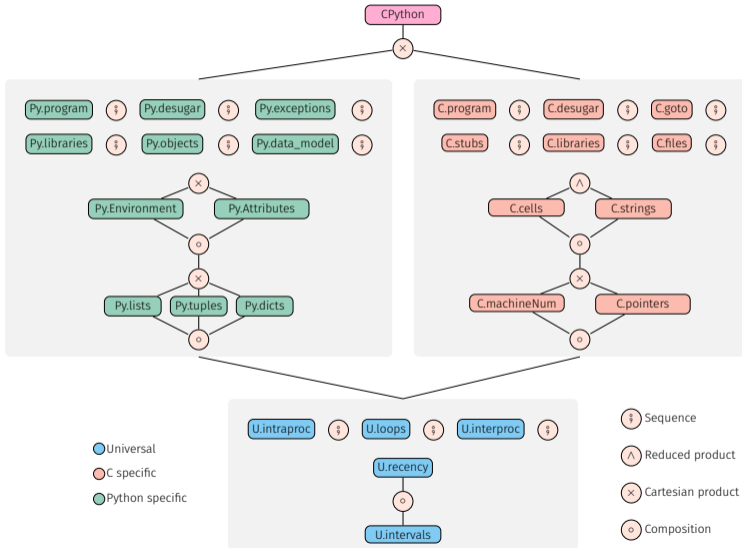 CPython
×
Py.program ; Py.desugar ; Py.exceptions ;
Py.libraries ; Py.objects ; Py.data_model ;
×
Py.Environment Py.Attributes
∘
×
Py.lists Py.tuples Py.dicts
∘
C.program ; C.desugar ; C.goto ;
C.stubs ; C.libraries ; C.files ;
∧
C.cells C.strings
∘
×
C.machineNum C.pointers
∘
U.intraproc ; U.loops ; U.interproc ;
U.recency
∘
U.intervals
Universal
C specific
Python specific
; Sequence
∧ Reduced product
× Cartesian product
∘ Composition